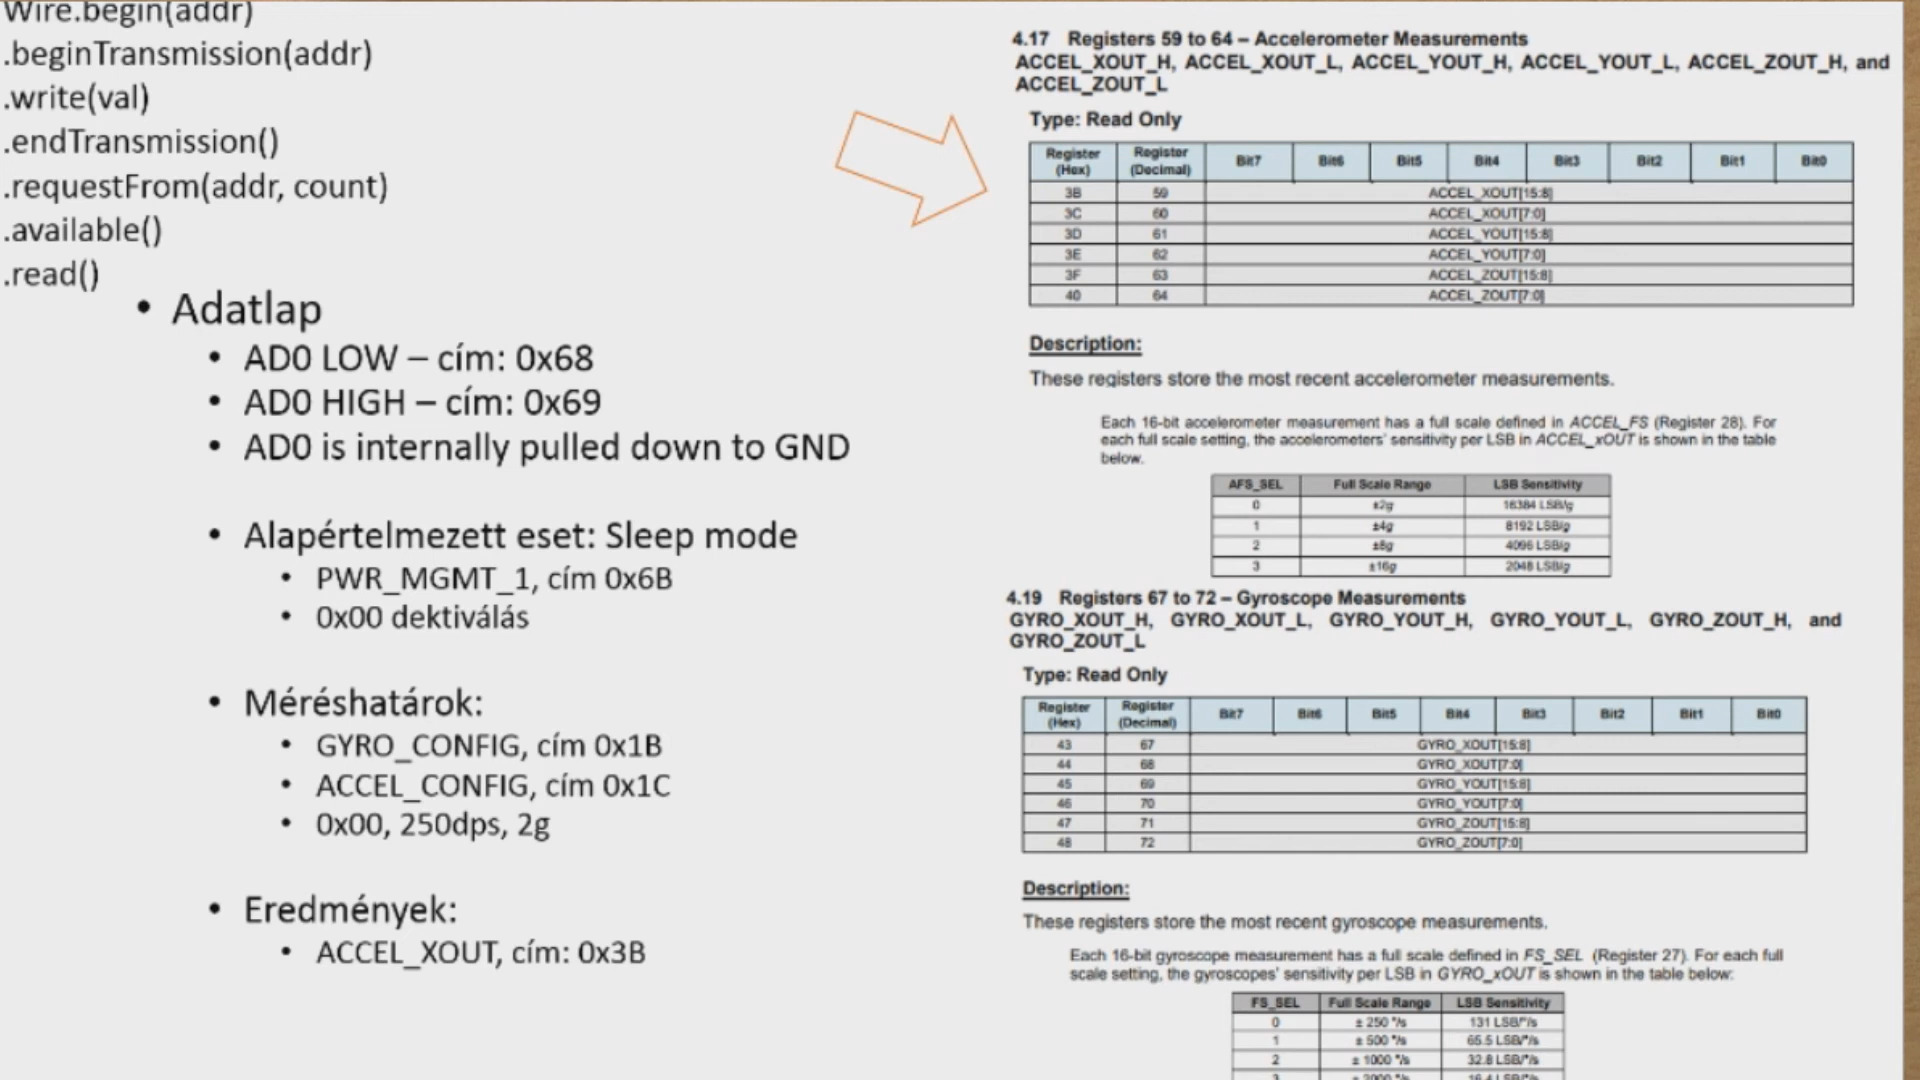 Wire.begin(addr)
.beginTransmission(addr)
.write(val)
.endTransmission()
.requestFrom(addr, count)
.available()
.read()
• Adatlap
• AD0 LOW – cím: 0x68
• AD0 HIGH – cím: 0x69
• AD0 is internally pulled down to GND
• Alapértelmezett eset: Sleep mode
• PWR_MGMT_1, cím 0x6B
• 0x00 dektiválás
• Méréshatárok:
• GYRO_CONFIG, cím 0x1B
• ACCEL_CONFIG, cím 0x1C
• 0x00, 250dps, 2g
• Eredmények:
• ACCEL_XOUT, cím: 0x3B
4.17 Registers 59 to 64 – Accelerometer Measurements
ACCEL_XOUT_H, ACCEL_XOUT_L, ACCEL_YOUT_H, ACCEL_YOUT_L, ACCEL_ZOUT_H, and
ACCEL_ZOUT_L
Type: Read Only
Register (Hex) Register (Decimal) Bit7 Bit6 Bit5 Bit4 Bit3 Bit2 Bit1 Bit0
3B 59 ACCEL_XOUT[15:8]
3C 60 ACCEL_XOUT[7:0]
3D 61 ACCEL_YOUT[15:8]
3E 62 ACCEL_YOUT[7:0]
3F 63 ACCEL_ZOUT[15:8]
40 64 ACCEL_ZOUT[7:0]
Description:
These registers store the most recent accelerometer measurements.
Each 16-bit accelerometer measurement has a full scale defined in ACCEL_FS (Register 28). For
each full scale setting, the accelerometers' sensitivity per LSB in ACCEL_xOUT is shown in the table
below.
AFS_SEL Full Scale Range LSB Sensitivity
0 ±2g 16384 LSB/g
1 ±4g 8192 LSB/g
2 ±8g 4096 LSB/g
3 ±16g 2048 LSB/g
4.19 Registers 67 to 72 – Gyroscope Measurements
GYRO_XOUT_H, GYRO_XOUT_L, GYRO_YOUT_H, GYRO_YOUT_L, GYRO_ZOUT_H, and
GYRO_ZOUT_L
Type: Read Only
Register (Hex) Register (Decimal) Bit7 Bit6 Bit5 Bit4 Bit3 Bit2 Bit1 Bit0
43 67 GYRO_XOUT[15:8]
44 68 GYRO_XOUT[7:0]
45 69 GYRO_YOUT[15:8]
46 70 GYRO_YOUT[7:0]
47 71 GYRO_ZOUT[15:8]
48 72 GYRO_ZOUT[7:0]
Description:
These registers store the most recent gyroscope measurements.
Each 16-bit gyroscope measurement has a full scale defined in FS_SEL (Register 27). For each full
scale setting, the gyroscopes' sensitivity per LSB in GYRO_xOUT is shown in the table below:
FS_SEL Full Scale Range LSB Sensitivity
0 ± 250 °/s 131 LSB/°/s
1 ± 500 °/s 65.5 LSB/°/s
2 ± 1000 °/s 32.8 LSB/°/s
3 ± 2000 °/s 16.4 LSB/°/s